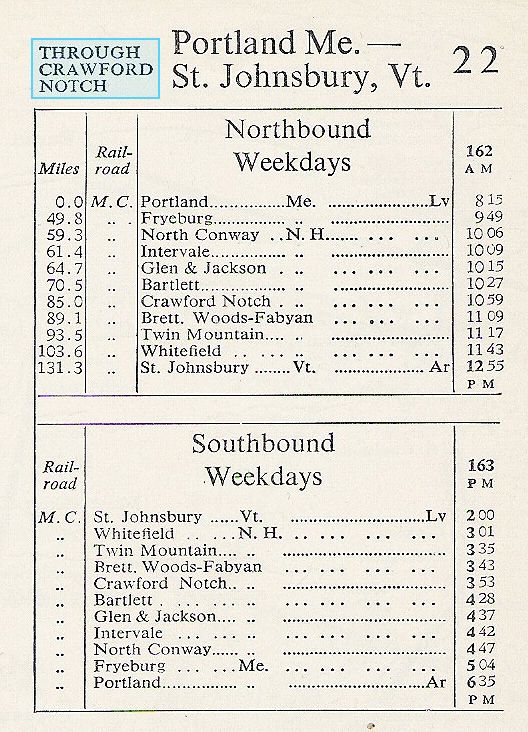 THROUGH
CRAWFORD
NOTCH
Portland Me. —
St. Johnsbury, Vt.
22
Northbound
Weekdays
Miles Rail-road 162 A M
0.0 M. C. Portland.............Me. ......................Lv 8 15
49.8 .. . Fryeburg............. .. ...................... 9 49
59.3 .. North Conway ..N. H....... ... ... ... 10 06
61.4 .. Intervale............. .. ...................... 10 09
64.7 .. Glen & Jackson . .. ... ... ... ... 10 15
70.5 .. Bartlett............... .. ...................... 10 27
85.0 .. Crawford Notch . .. ... ... ... ... 10 59
89.1 .. Brett. Woods-Fabyan ... ... ... ... 11 09
93.5 .. Twin Mountain.... .. ...................... 11 17
103.6 .. Whitefield .. . . . .. ... ... ... ... 11 43
131.3 .. St. Johnsbury .......Vt. ..................... Ar 12 55
P M
Southbound
Weekdays
Rail-road 163 P M
M. C. St. Johnsbury ......Vt. .........................Lv 2 00
.. Whitefield .. . ...N. H. ... ... ... ... ... 3 01
.. Twin Mountain.... .. ............................. 3 35
.. Brett. Woods-Fabyan ... ... ... ... ... 3 43
.. Crawford Notch.. .. ............................. 3 53
.. Bartlett . . . . . . .. ... ... ... ... ... 4 28
.. Glen & Jackson.... .. ............................. 4 37
.. Intervale . . . . .. ... ... ... ... ... 4 42
.. North Conway...... .. ............................. 4 47
.. Fryeburg ... ...Me. ... ... ... ... ... 5 04
.. Portland............... .. .........................Ar 6 35
P M